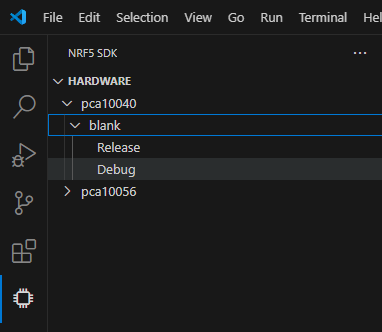 File Edit Selection View Go Run Terminal Hel
NRF5 SDK ...
HARDWARE
pca10040
blank
Release
Debug
pca10056